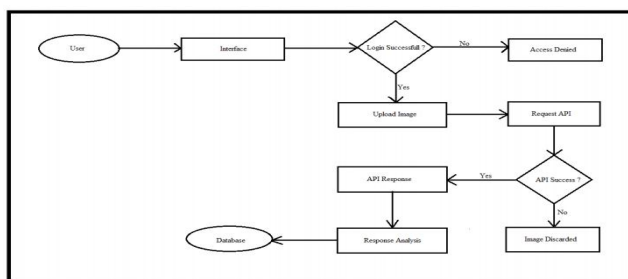 User
Interface
Login Successfull ?
No
Access Denied
Yes
Upload Image
Request API
API Response
Yes
API Success ?
No
Database
Response Analysis
Image Discarded